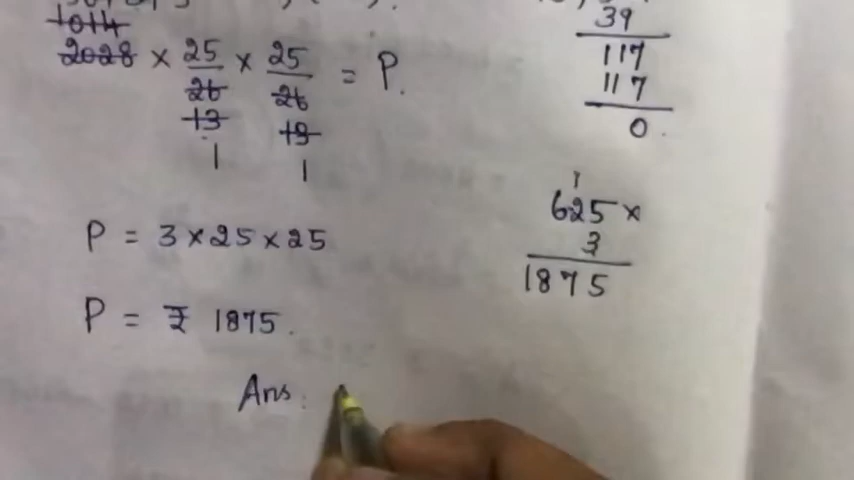 1014
2028 × 25/26 × 25/26 = P.
13 13
1 1
P = 3 × 25 × 25
P = ₹ 1875.
Ans:
39
117
117
0.
1
625 ×
3
1875